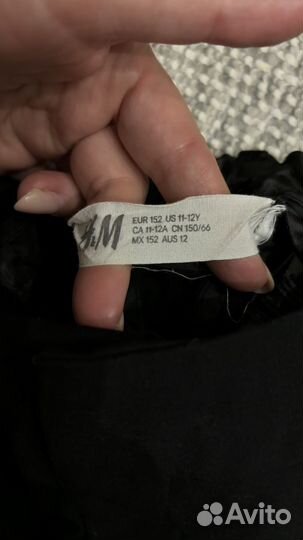 H&M
EUR 152 US 11-12Y
CA 11-12A CN 150/66
MX 152 AUS 12
Avito